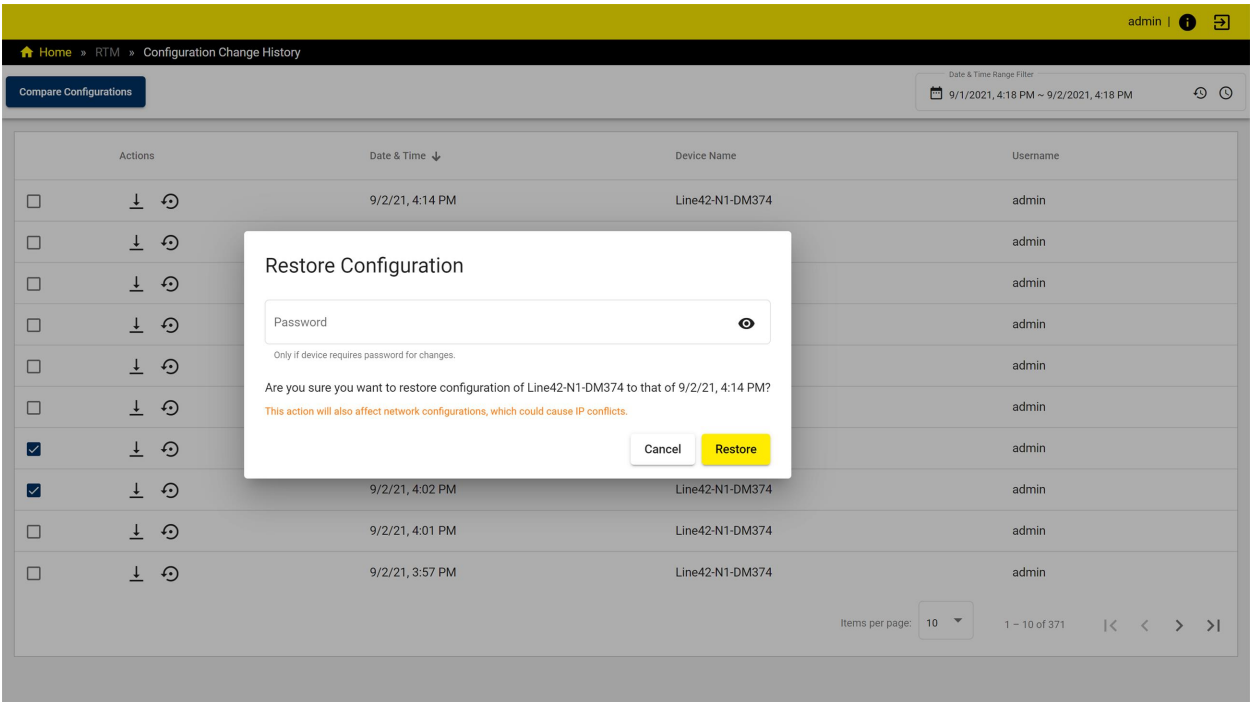 admin |
Home » RTM » Configuration Change History
Compare Configurations
Date & Time Range Filter
9/1/2021, 4:18 PM ~ 9/2/2021, 4:18 PM
Actions Date & Time Device Name Username
9/2/21, 4:14 PM Line42-N1-DM374 admin
admin
admin
admin
admin
admin
admin
Restore Configuration
Password
Only if device requires password for changes.
Are you sure you want to restore configuration of Line42-N1-DM374 to that of 9/2/21, 4:14 PM?
This action will also affect network configurations, which could cause IP conflicts.
Cancel Restore
9/2/21, 4:02 PM Line42-N1-DM374 admin
9/2/21, 4:01 PM Line42-N1-DM374 admin
9/2/21, 3:57 PM Line42-N1-DM374 admin
Items per page: 10 1 – 10 of 371